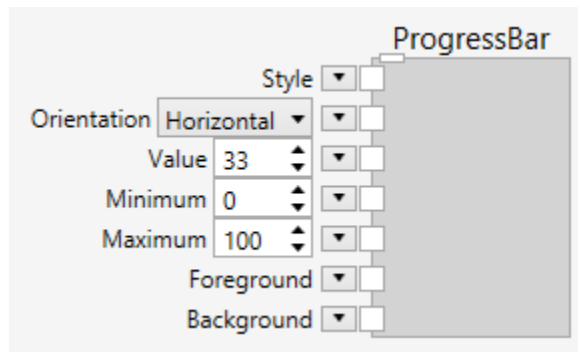 ProgressBar
Style
Orientation Horizontal
Value 33
Minimum 0
Maximum 100
Foreground
Background